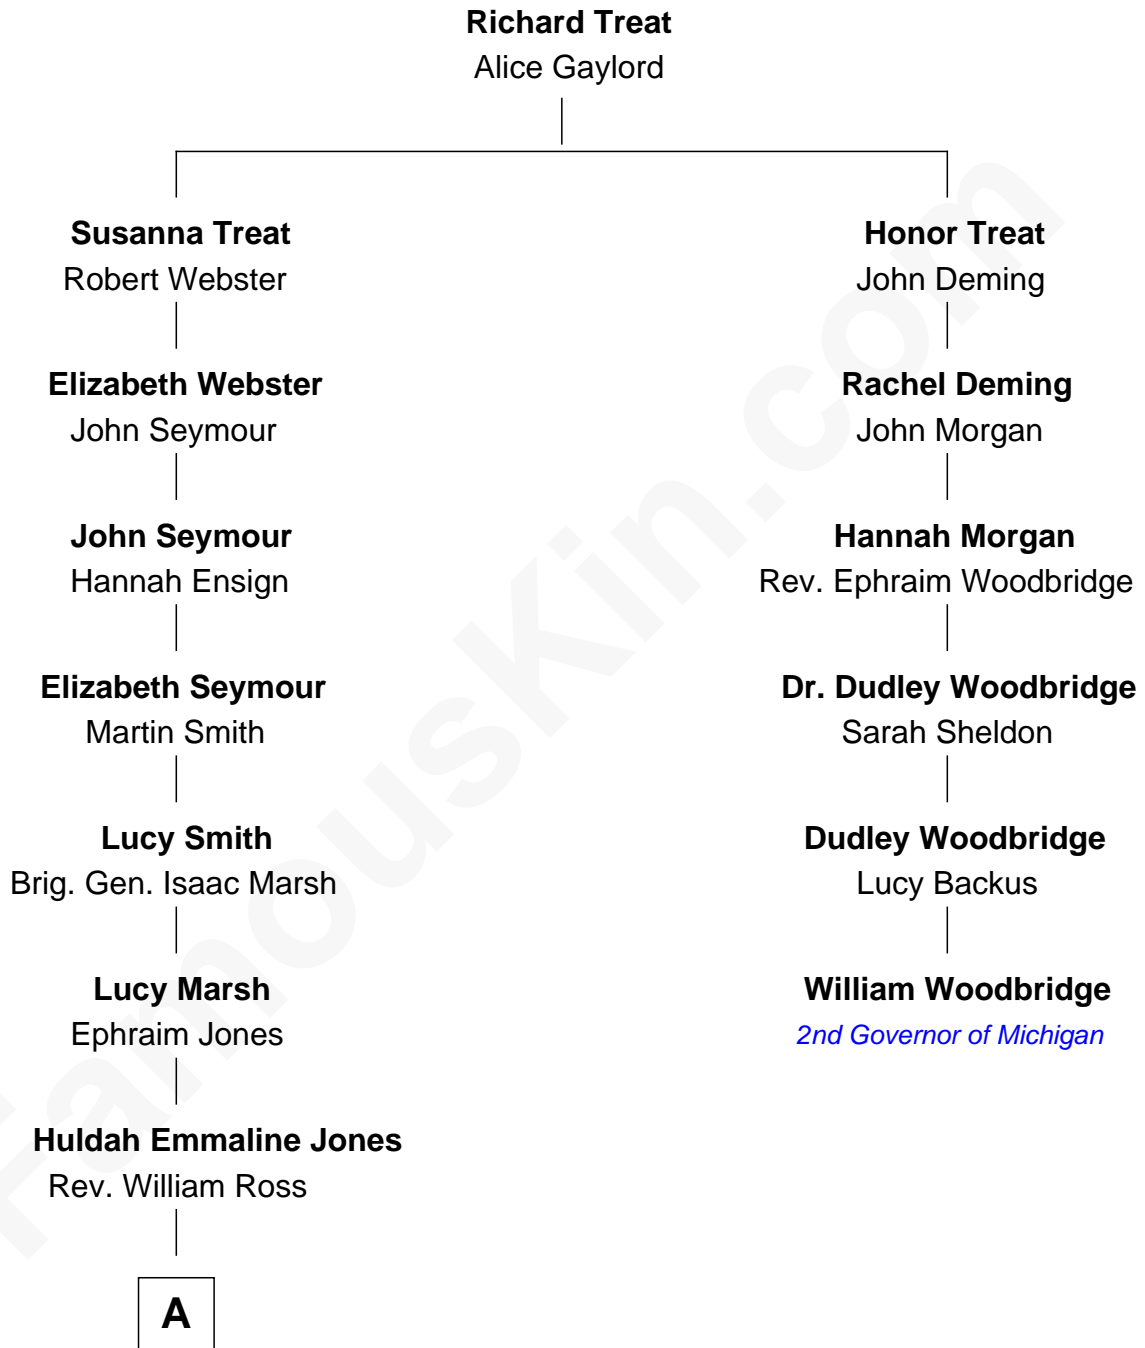 Richard Treat
Alice Gaylord
Susanna Treat
Robert Webster
Honor Treat
John Deming
Elizabeth Webster
John Seymour
Rachel Deming
John Morgan
John Seymour
Hannah Ensign
Hannah Morgan
Rev. Ephraim Woodbridge
Elizabeth Seymour
Martin Smith
Dr. Dudley Woodbridge
Sarah Sheldon
Lucy Smith
Brig. Gen. Isaac Marsh
Dudley Woodbridge
Lucy Backus
Lucy Marsh
Ephraim Jones
William Woodbridge
2nd Governor of Michigan
Huldah Emmaline Jones
Rev. William Ross
A
FamousKin.com